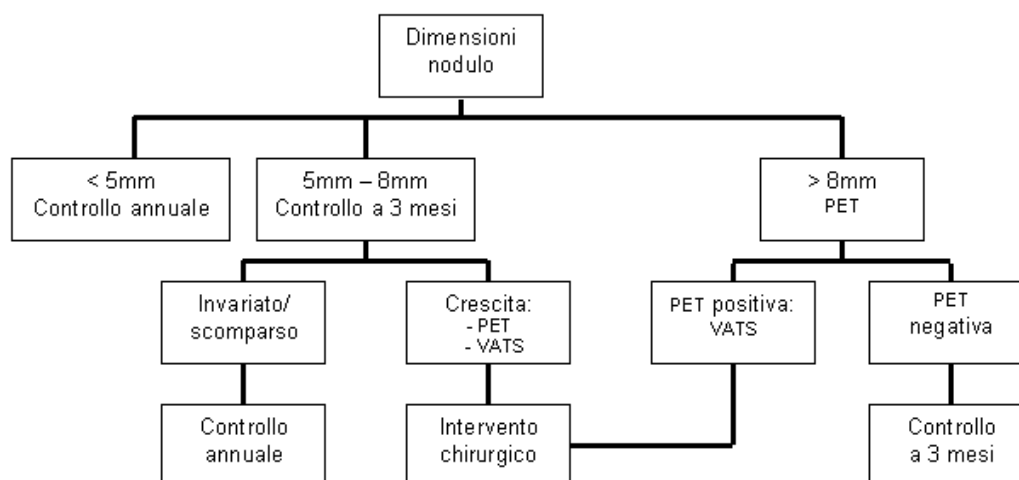 Dimensioni
nodulo
< 5mm
Controllo annuale
5mm – 8mm
Controllo a 3 mesi
> 8mm
PET
Invariato/
scomparso
Crescita:
- PET
- VATS
PET positiva:
VATS
PET
negativa
Controllo
annuale
Intervento
chirurgico
Controllo
a 3 mesi